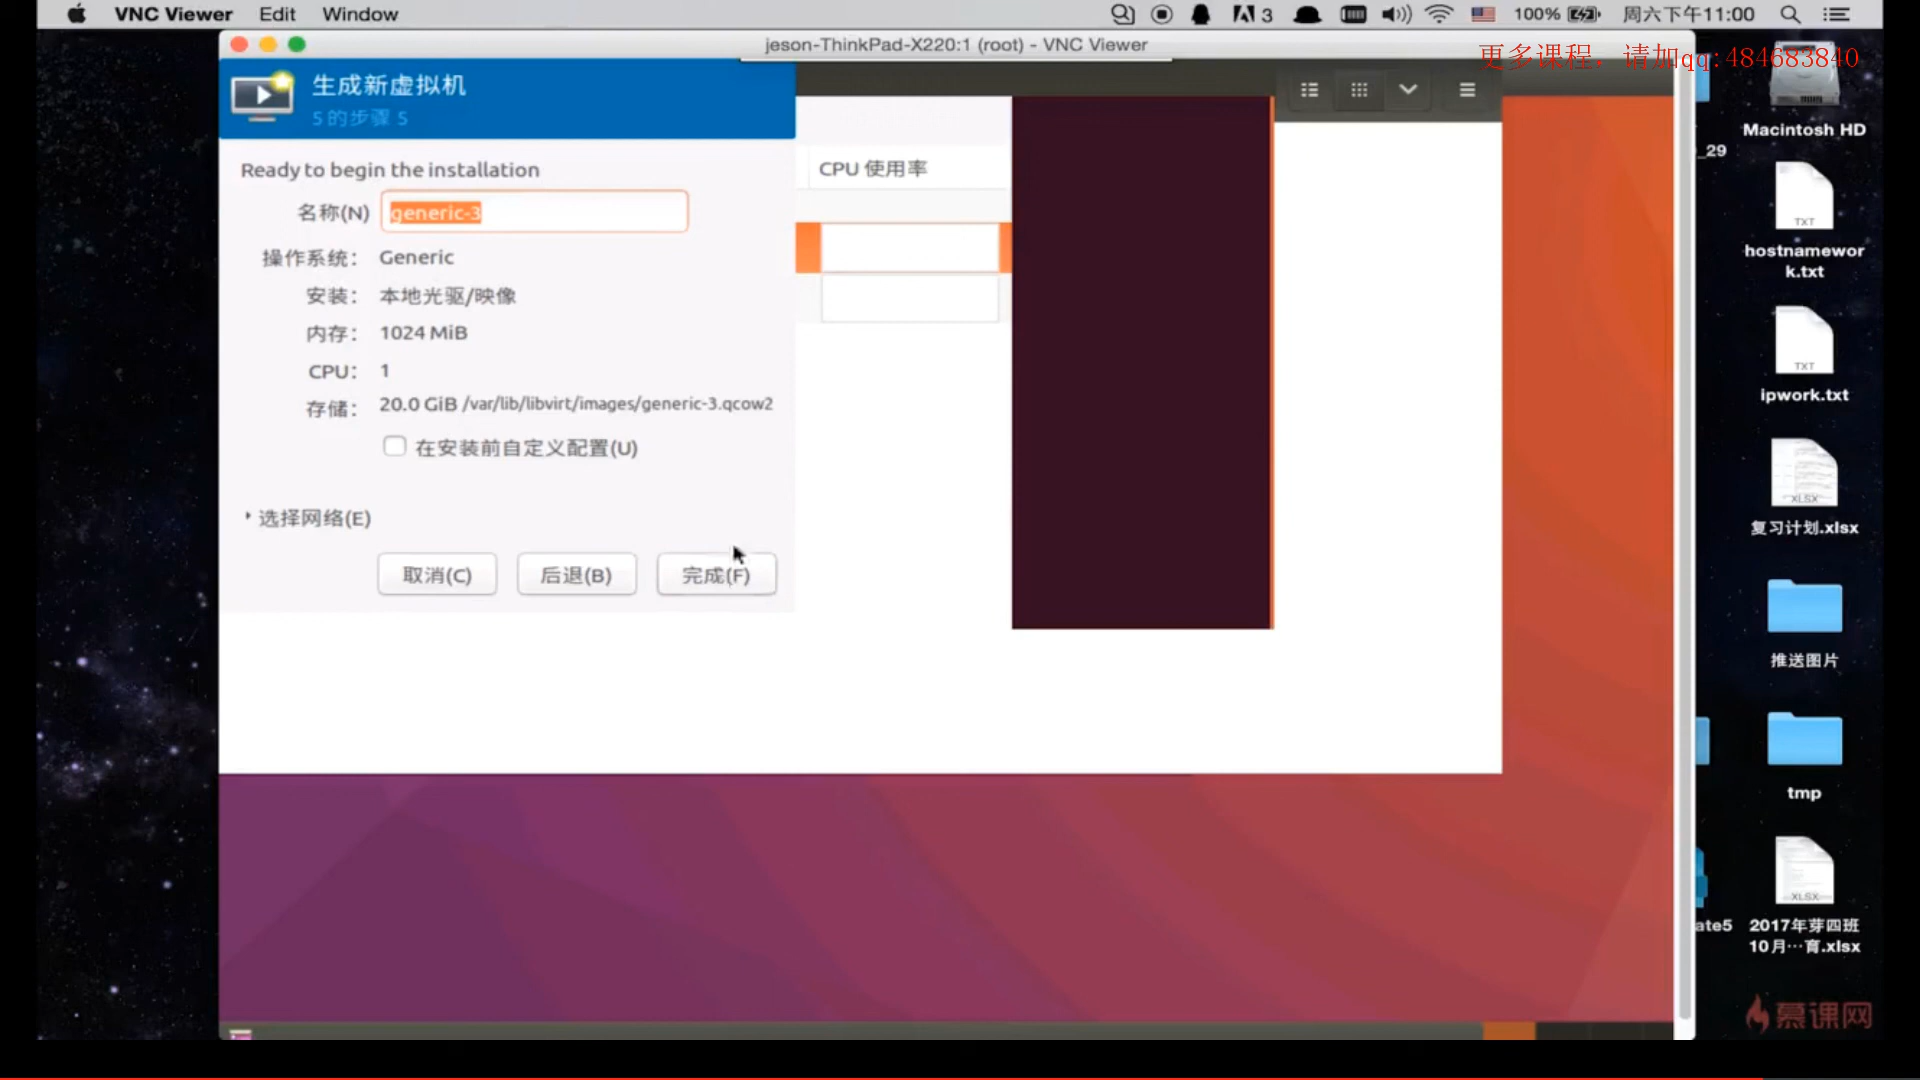 VNC Viewer Edit Window
3 100% 周六下午11:00
jeson-ThinkPad-X220:1 (root) - VNC Viewer
更多课程，请加qq:484683840
生成新虚拟机
5 的步骤 5
Ready to begin the installation
名称(N) generic-3
操作系统： Generic
安装： 本地光驱/映像
内存： 1024 MiB
CPU： 1
存储： 20.0 GiB /var/lib/libvirt/images/generic-3.qcow2
在安装前自定义配置(U)
选择网络(E)
取消(C) 后退(B) 完成(F)
CPU 使用率
Macintosh HD
_29
TXT
hostnamewor
k.txt
TXT
ipwork.txt
XLSX
复习计划.xlsx
推送图片
tmp
XLSX
ate5
2017年芽四班
10月···育.xlsx
慕课网